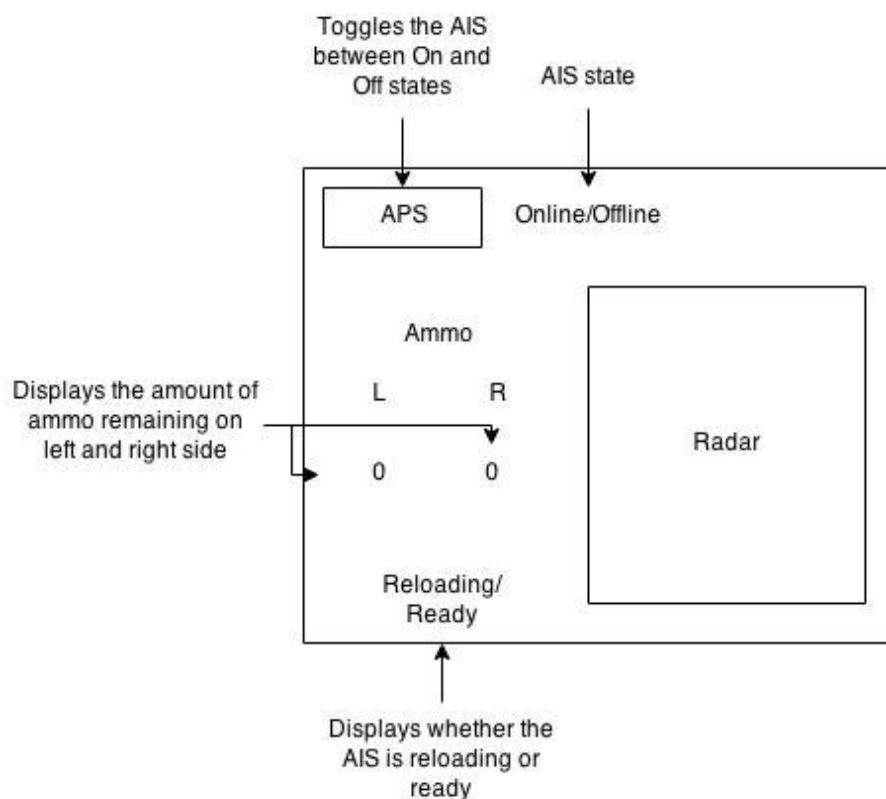 Toggles the AIS
between On and
Off states
AIS state
APS
Online/Offline
Ammo
L R
Displays the amount of
ammo remaining on
left and right side
0 0
Radar
Reloading/
Ready
Displays whether the
AIS is reloading or
ready